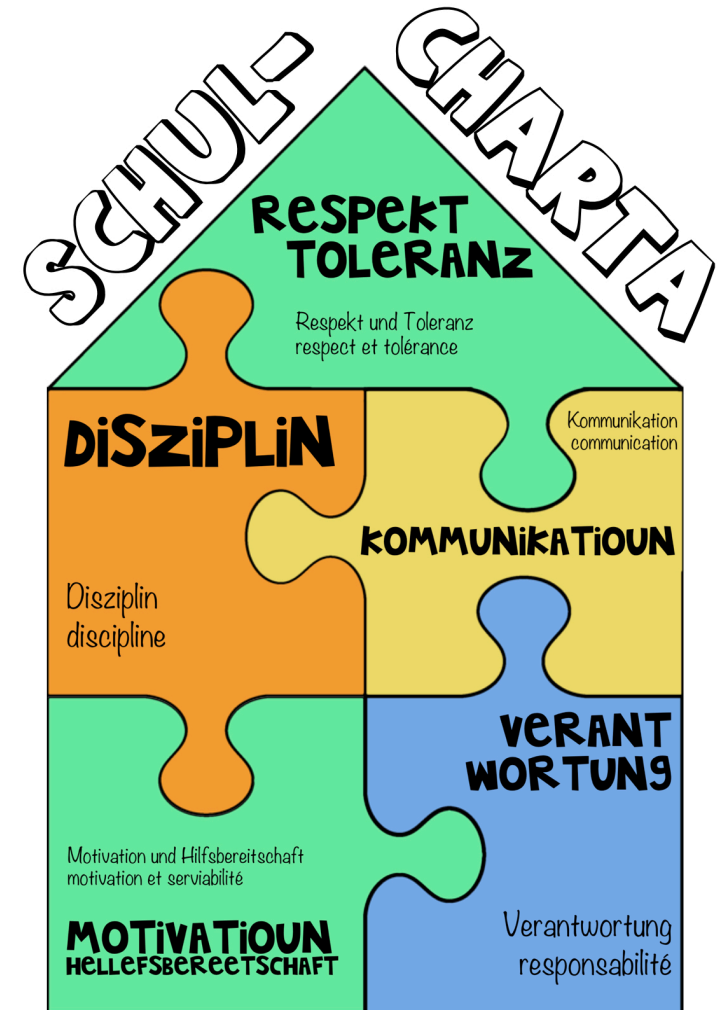 SCHUL-
CHARTA
RESPEKT
TOLERANZ
Respekt und Toleranz
respect et tolérance
DISZIPLIN
Disziplin
discipline
Kommunikation
communication
KOMMUNIKATIOUN
VERANT
WORTUNG
Verantwortung
responsabilité
Motivation und Hilfsbereitschaft
motivation et serviabilité
MOTIVATIOUN
HELLEFSBEREETSCHAFT